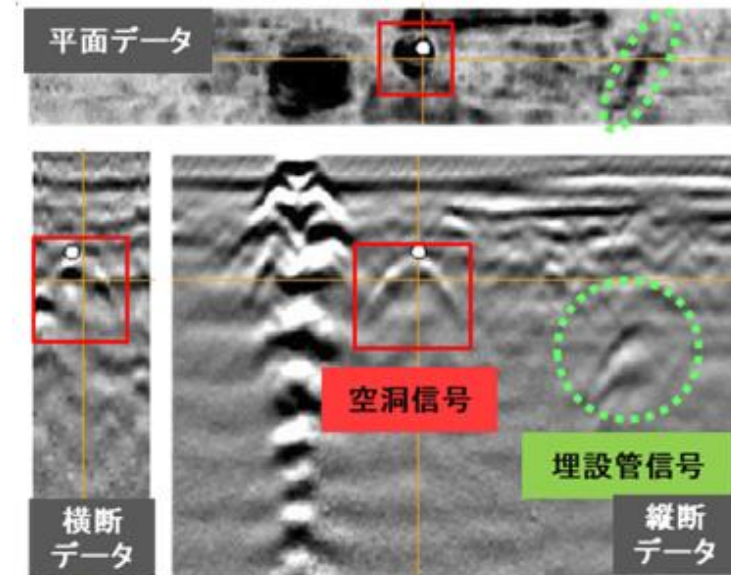 平面データ
空洞信号
埋設管信号
横断
データ
縦断
データ